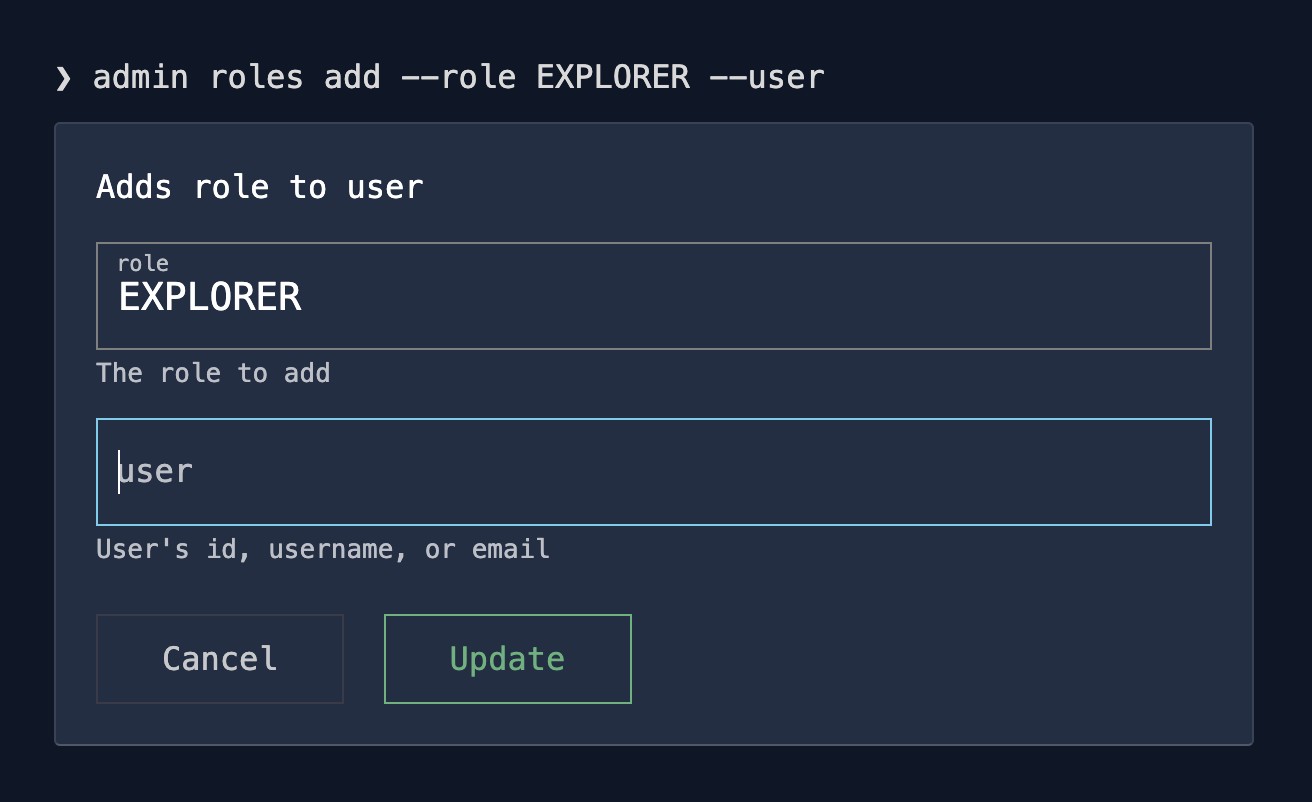 ❯ admin roles add --role EXPLORER --user
Adds role to user
role
EXPLORER
The role to add
user
User's id, username, or email
Cancel
Update